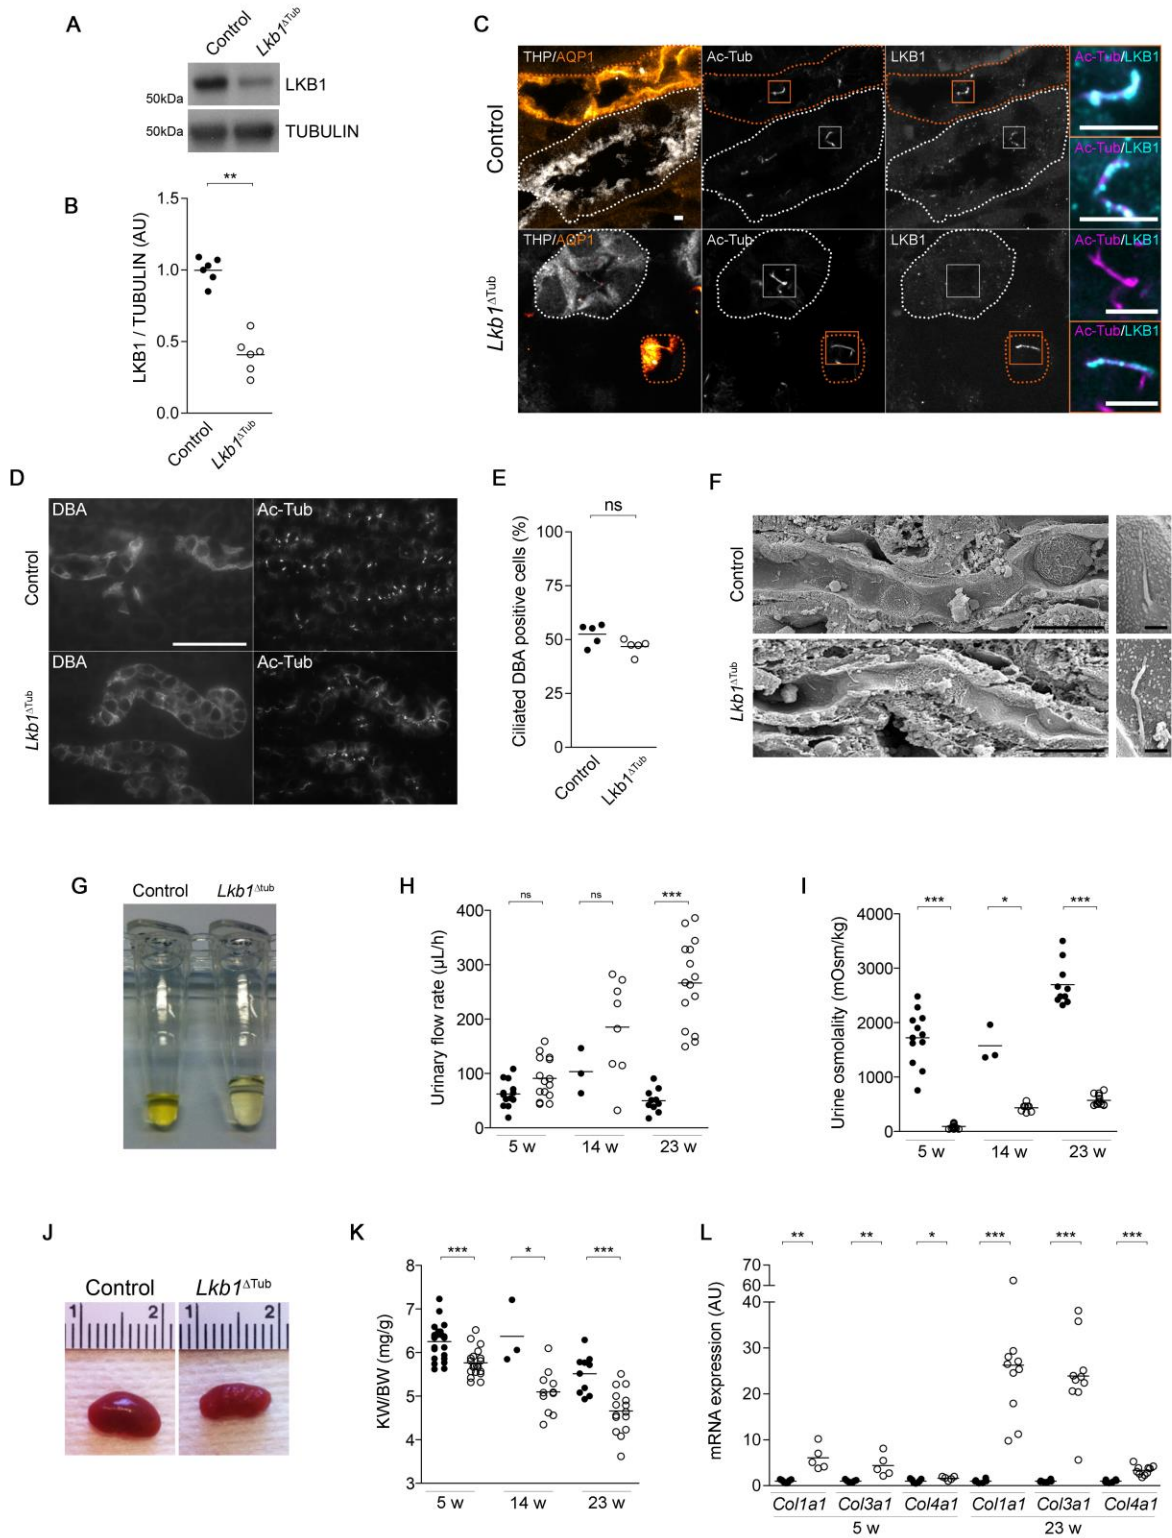 A
Control
Lkb1ΔTub
LKB1
50kDa
50kDa
TUBULIN
B
**
LKB1 / TUBULIN (AU)
1.5
1.0
0.5
0.0
Control
Lkb1ΔTub
C
THP/AQP1
Ac-Tub
LKB1
Ac-Tub/LKB1
Control
Ac-Tub/LKB1
THP/AQP1
Ac-Tub
LKB1
Ac-Tub/LKB1
Lkb1ΔTub
Ac-Tub/LKB1
D
DBA
Ac-Tub
Control
DBA
Ac-Tub
Lkb1ΔTub
E
ns
Ciliated DBA positive cells (%)
100
75
50
25
0
Control
Lkb1ΔTub
F
Control
Lkb1ΔTub
G
Control
Lkb1Δtub
H
ns
ns
***
Urinary flow rate (µL/h)
400
300
200
100
0
5 w
14 w
23 w
I
***
*
***
Urine osmolality (mOsm/kg)
4000
3000
2000
1000
0
5 w
14 w
23 w
J
Control
Lkb1ΔTub
1
2
1
2
K
***
*
***
KW/BW (mg/g)
8
7
6
5
4
3
5 w
14 w
23 w
L
**
**
*
***
***
***
mRNA expression (AU)
70
60
40
30
20
10
0
Col1a1
Col3a1
Col4a1
Col1a1
Col3a1
Col4a1
5 w
23 w